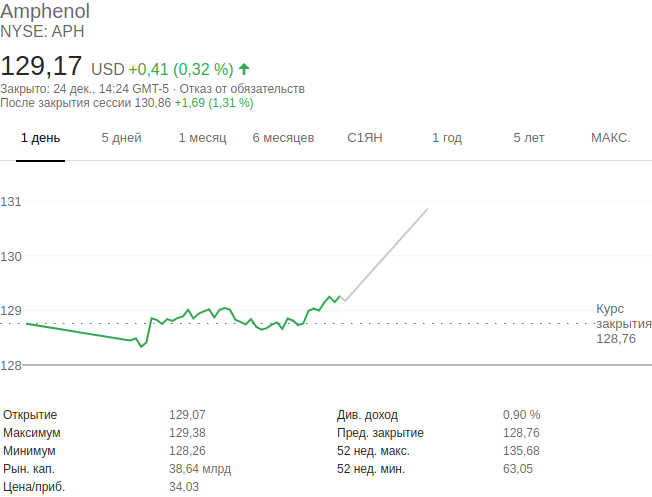 Amphenol
NYSE: APH
129,17 USD +0,41 (0,32 %)
Закрыто: 24 дек., 14:24 GMT-5 · Отказ от обязательств
После закрытия сессии 130,86 +1,69 (1,31 %)
1 день 5 дней 1 месяц 6 месяцев С1ЯН 1 год 5 лет МАКС.
131
130
129
128
Курс
закрытия
128,76
Открытие 129,07 Див. доход 0,90 %
Максимум 129,38 Пред. закрытие 128,76
Минимум 128,26 52 нед. макс. 135,68
Рын. кап. 38,64 млрд 52 нед. мин. 63,05
Цена/приб. 34,03